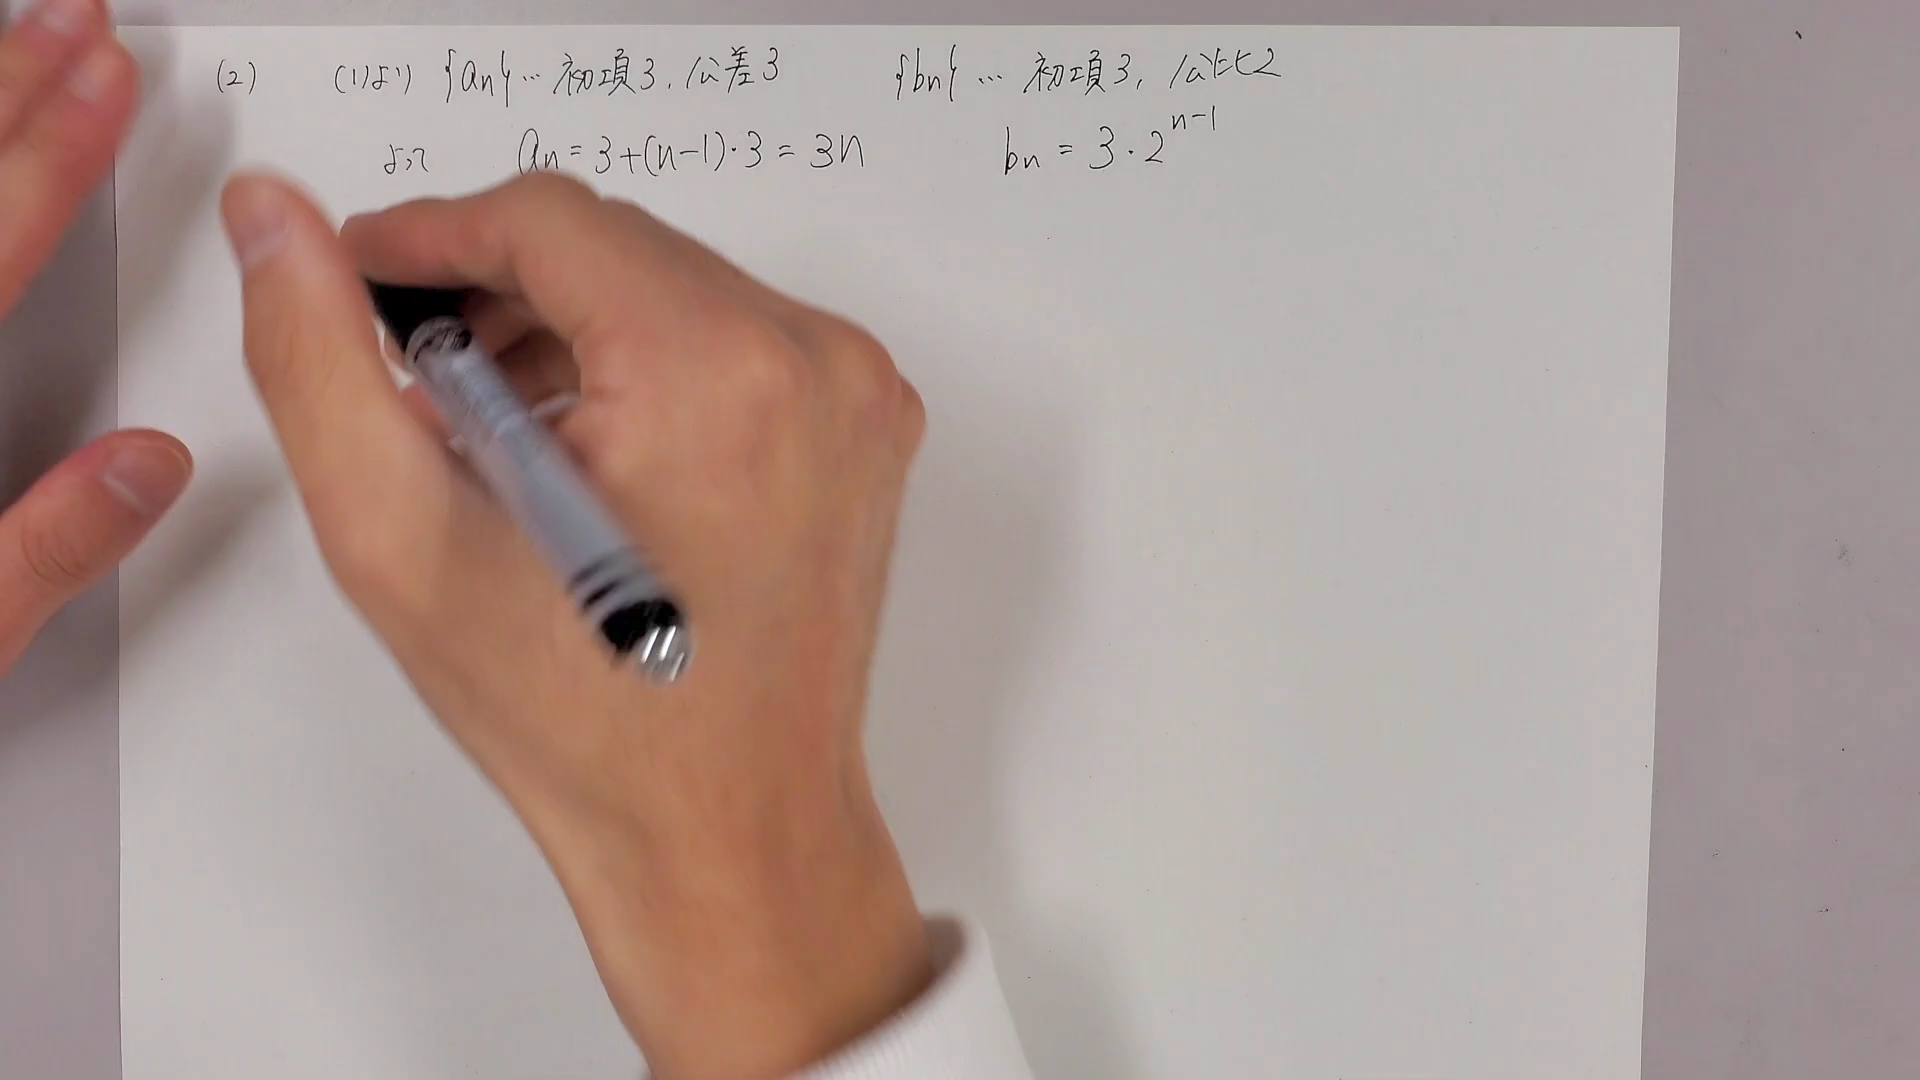 (2) (1)より {an}… 初項3, 公差3 {bn}… 初項3, 公比2
よって an = 3+(n-1)·3 = 3n bn = 3·2^{n-1}